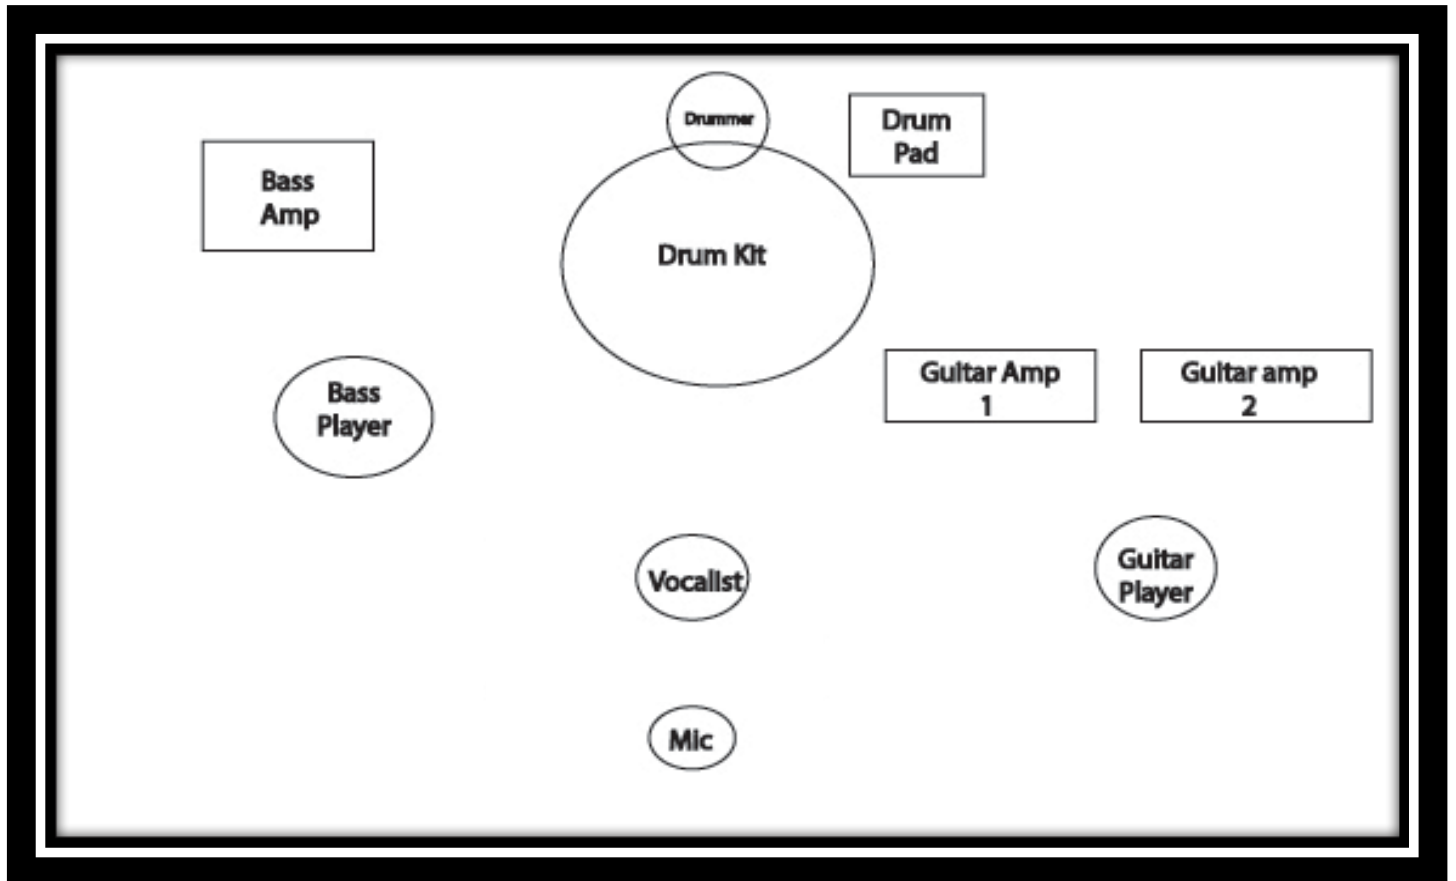 Drummer
Drum
Pad
Bass
Amp
Drum Kit
Guitar Amp
1
Guitar amp
2
Bass
Player
Vocalist
Guitar
Player
Mic